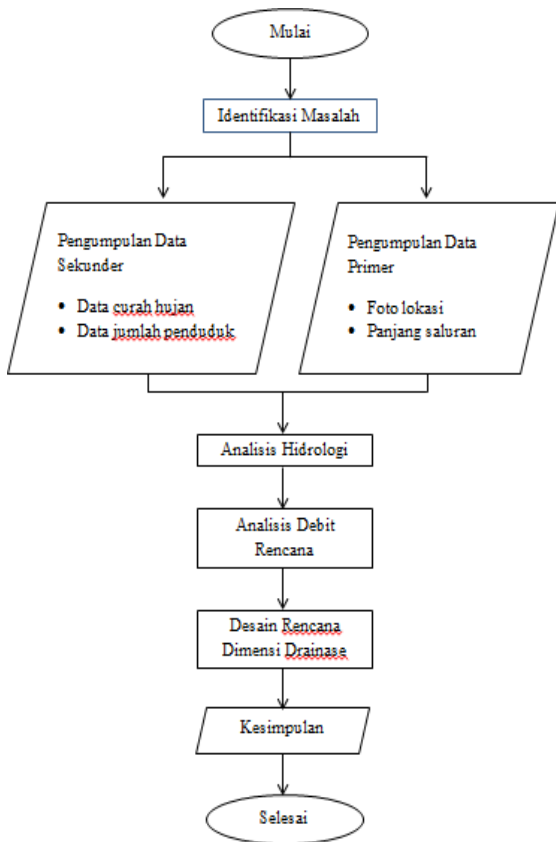 Mulai
Identifikasi Masalah
Pengumpulan Data
Sekunder
• Data curah hujan
• Data jumlah penduduk
Pengumpulan Data
Primer
• Foto lokasi
• Panjang saluran
Analisis Hidrologi
Analisis Debit
Rencana
Desain Rencana
Dimensi Drainase
Kesimpulan
Selesai